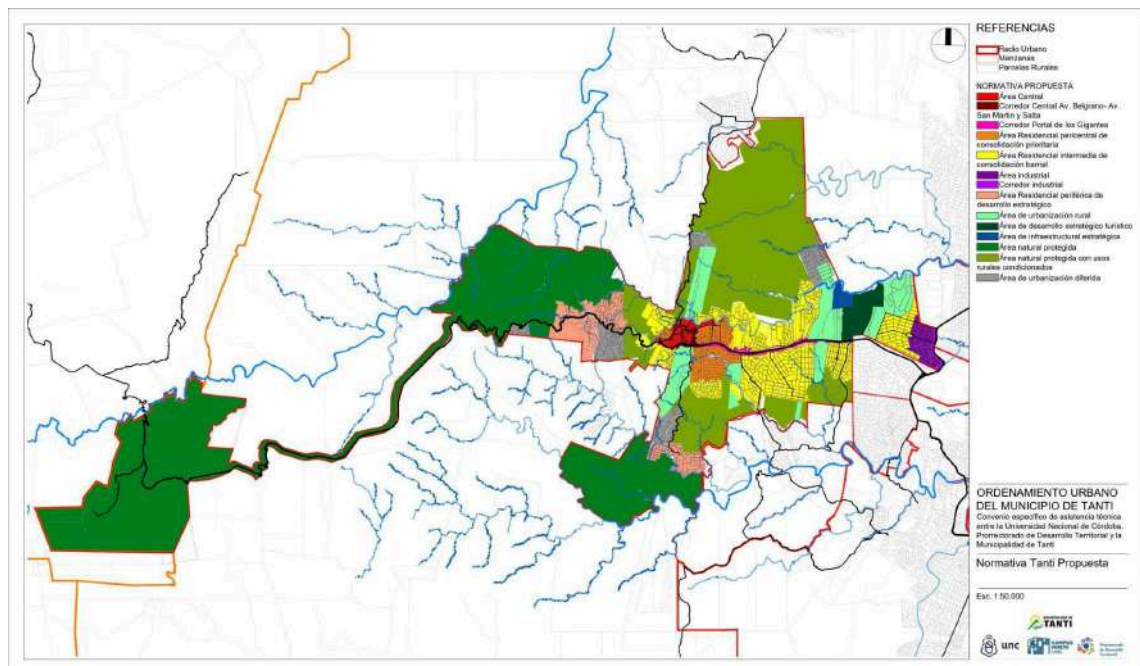 REFERENCIAS
Radio Urbano
Manzanas
Parcelas Rurales
NORMATIVA PROPUESTA
Área Central
Corredor Central Av. Belgrano- Av.
San Martin y Salta
Corredor Portal de los Gigantes
Área Residencial pericentral de
consolidación prioritaria
Área Residencial intermedia de
consolidación barrial
Área industrial
Corredor industrial
Área Residencial periférica de
desarrollo estratégico
Área de urbanización rural
Área de desarrollo estratégico turístico
Área de infraestructural estratégica
Área natural protegida
Área natural protegida con usos
rurales condicionados
Área de urbanización diferida
ORDENAMIENTO URBANO
DEL MUNICIPIO DE TANTI
Convenio específico de asistencia técnica
entre la Universidad Nacional de Córdoba,
Prorrectorado de Desarrollo Territorial y la
Municipalidad de Tanti
Normativa Tanti Propuesta
Esc. 1:50.000
TANTI
unc
CAMPUS
NORTE